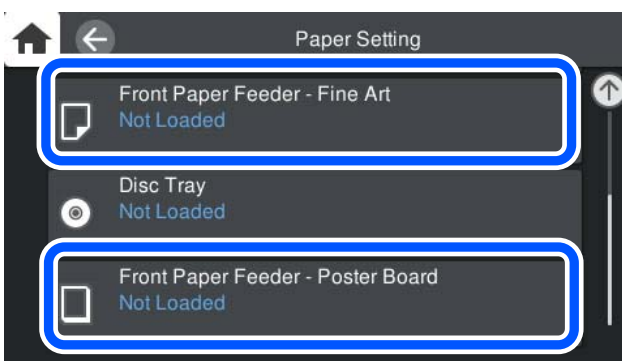 Paper Setting
Front Paper Feeder - Fine Art
Not Loaded
Disc Tray
Not Loaded
Front Paper Feeder - Poster Board
Not Loaded